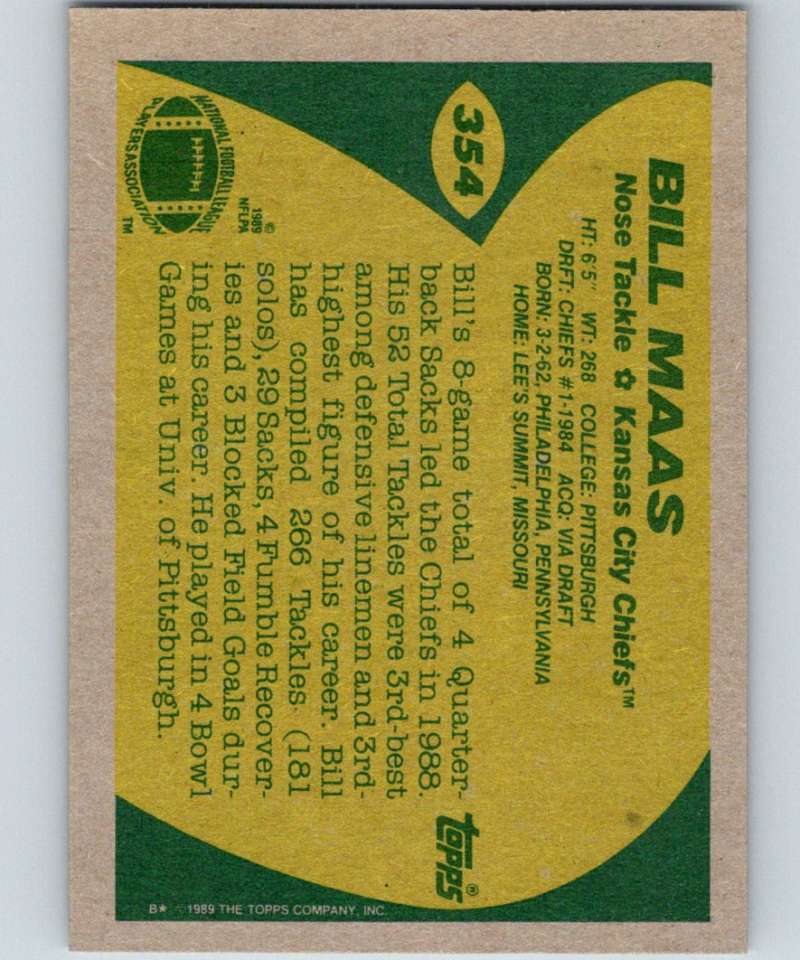 354
BILL MAAS
Nose Tackle ✩ Kansas City Chiefs™
HT: 6'5" WT: 268 COLLEGE: PITTSBURGH
DRFT: CHIEFS #1-1984 ACQ: VIA DRAFT
BORN: 3-2-62, PHILADELPHIA, PENNSYLVANIA
HOME: LEE'S SUMMIT, MISSOURI
Bill's 8-game total of 4 Quarter-
back Sacks led the Chiefs in 1988.
His 52 Total Tackles were 3rd-best
among defensive linemen and 3rd-
highest figure of his career. Bill
has compiled 266 Tackles (181
solos), 29 Sacks, 4 Fumble Recover-
ies and 3 Blocked Field Goals dur-
ing his career. He played in 4 Bowl
Games at Univ. of Pittsburgh.
NATIONAL FOOTBALL LEAGUE
PLAYERS ASSOCIATION
™
©
1989
NFLPA
topps®
B★ © 1989 THE TOPPS COMPANY, INC.